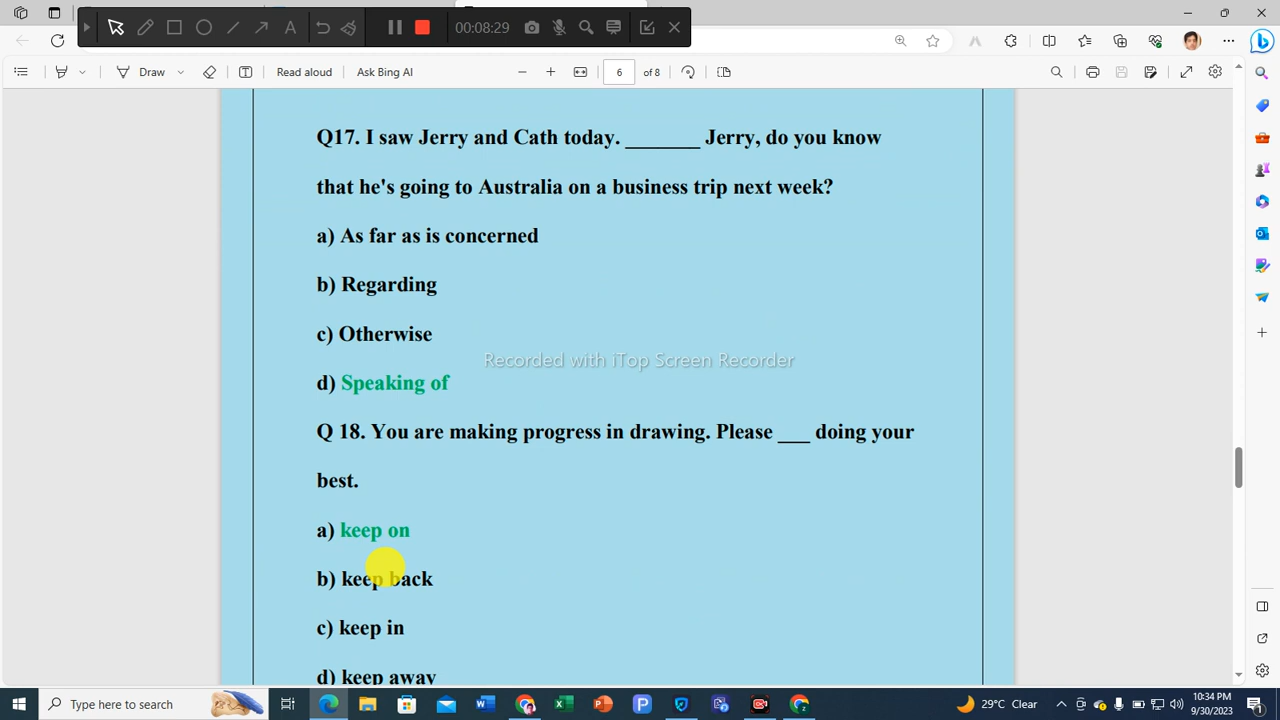 00:08:29
Draw
Read aloud
Ask Bing AI
6
of 8
Q17. I saw Jerry and Cath today. _______ Jerry, do you know
that he's going to Australia on a business trip next week?
a) As far as is concerned
b) Regarding
c) Otherwise
Recorded with iTop Screen Recorder
d) Speaking of
Q 18. You are making progress in drawing. Please ___ doing your
best.
a) keep on
b) keep back
c) keep in
d) keep away
Type here to search
29°C Clear
10:34 PM
9/30/2023